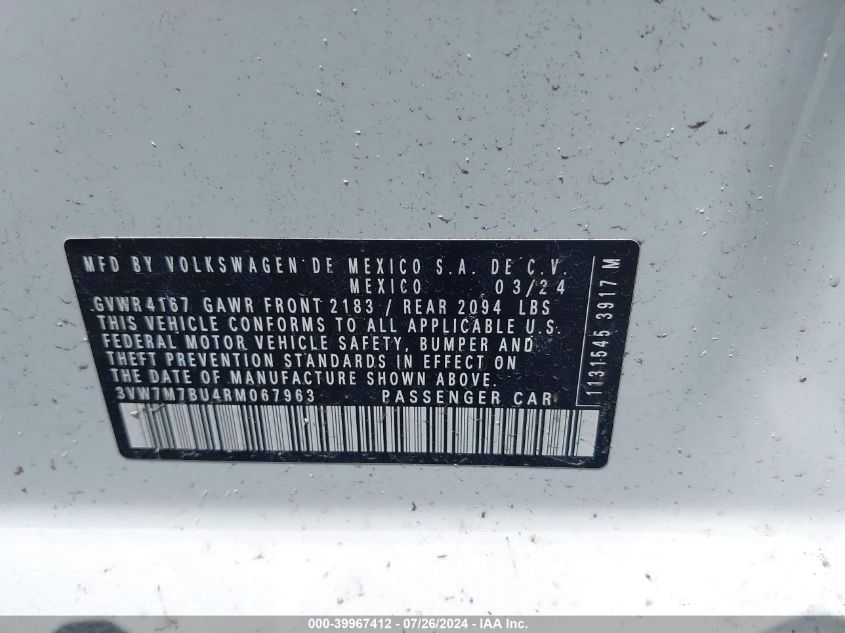 MFD BY VOLKSWAGEN DE MEXICO S.A. DE C.V.
MEXICO 03/24
GVWR 4167 GAWR FRONT 2183 / REAR 2094 LBS
THIS VEHICLE CONFORMS TO ALL APPLICABLE U.S.
FEDERAL MOTOR VEHICLE SAFETY, BUMPER AND
THEFT PREVENTION STANDARDS IN EFFECT ON
THE DATE OF MANUFACTURE SHOWN ABOVE.
3VW7M7BU4RM067963 PASSENGER CAR
1131545 3917 M
000-39967412 - 07/26/2024 - IAA Inc.